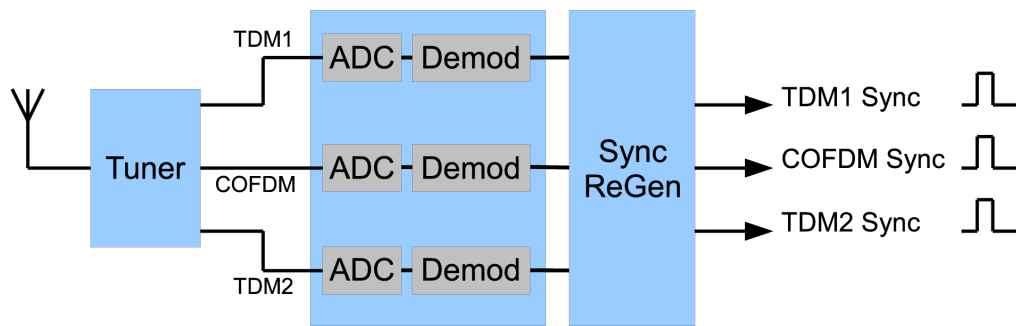 TDM1
ADC
Demod
TDM1 Sync
Tuner
COFDM
ADC
Demod
Sync
ReGen
COFDM Sync
TDM2 Sync
TDM2
ADC
Demod